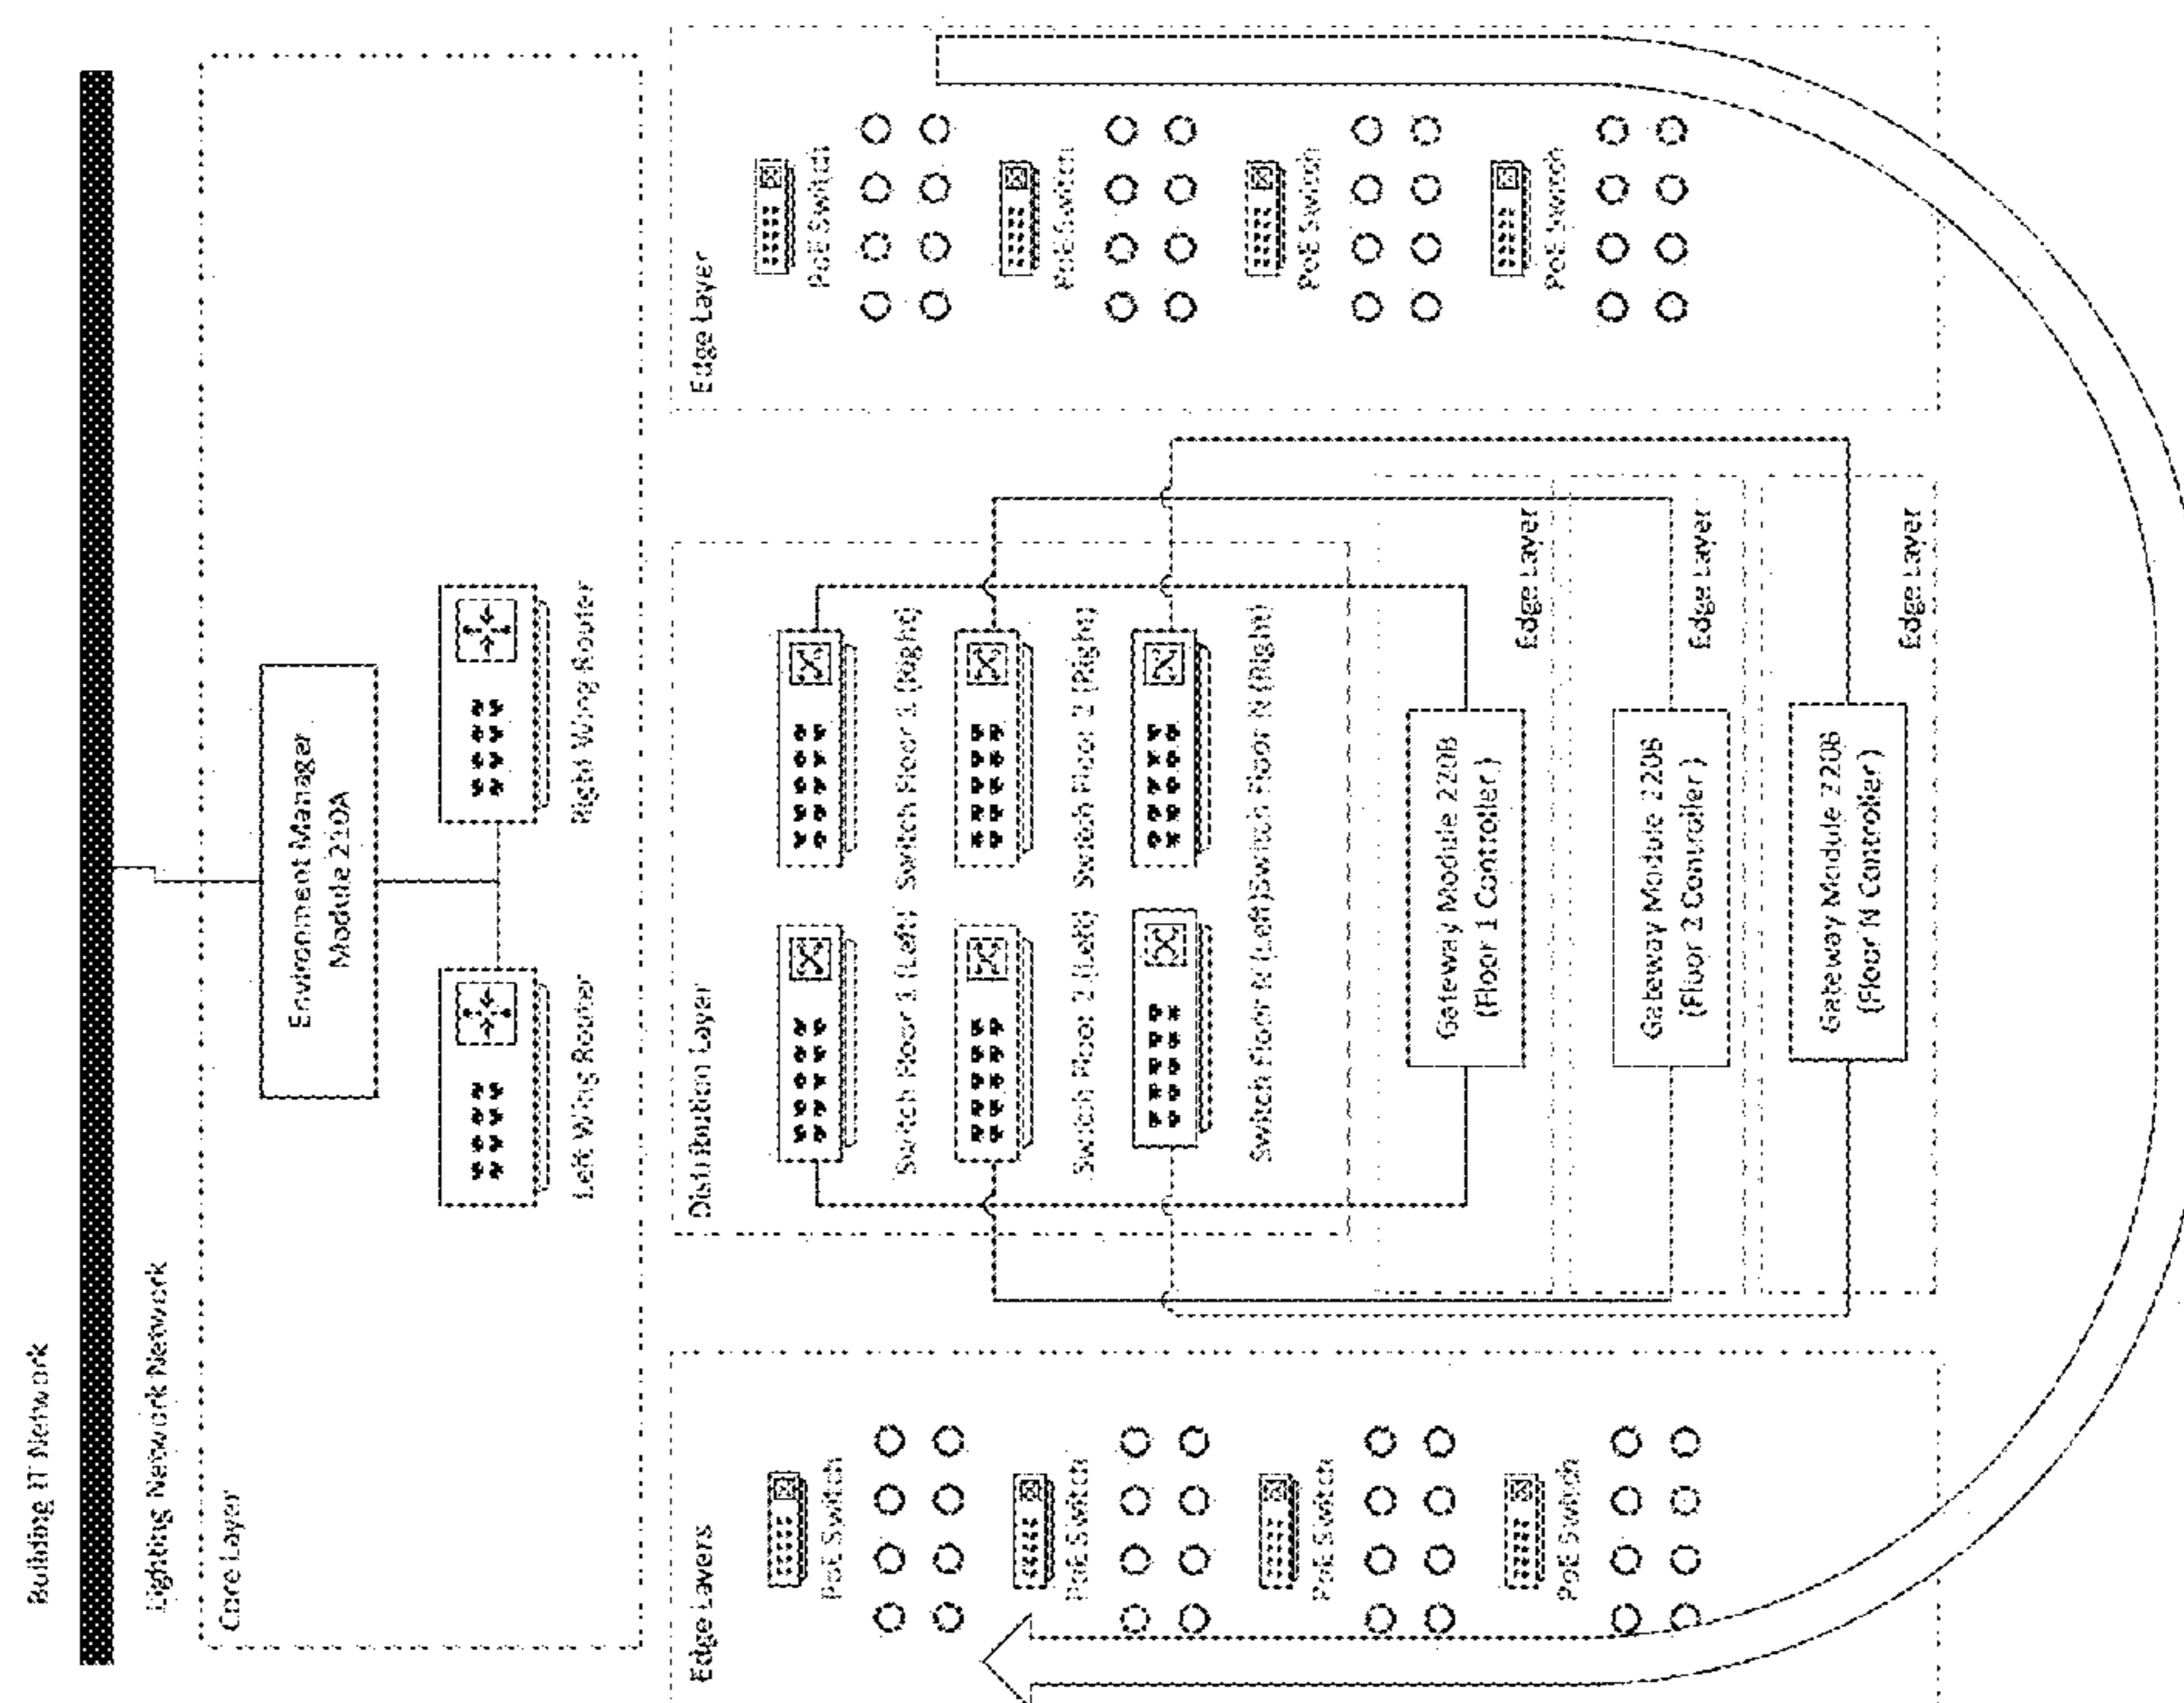 Building IT Network
Lighting Network Network
Core Layer
Environment Manager
Module 210A
Left Wing Router
Right Wing Router
Edge Layers
PoE Switch
PoE Switch
PoE Switch
PoE Switch
Distribution Layer
Switch Floor 1 (Left)
Switch Floor 1 (Right)
Switch Floor 2 (Left)
Switch Floor 2 (Right)
Switch Floor N (Left)
Switch Floor N (Right)
Gateway Module 220B
(Floor 1 Controller)
Edge Layer
Gateway Module 220B
(Floor 2 Controller)
Edge Layer
Gateway Module 220B
(Floor N Controller)
Edge Layer
Edge Layer
PoE Switch
PoE Switch
PoE Switch
PoE Switch